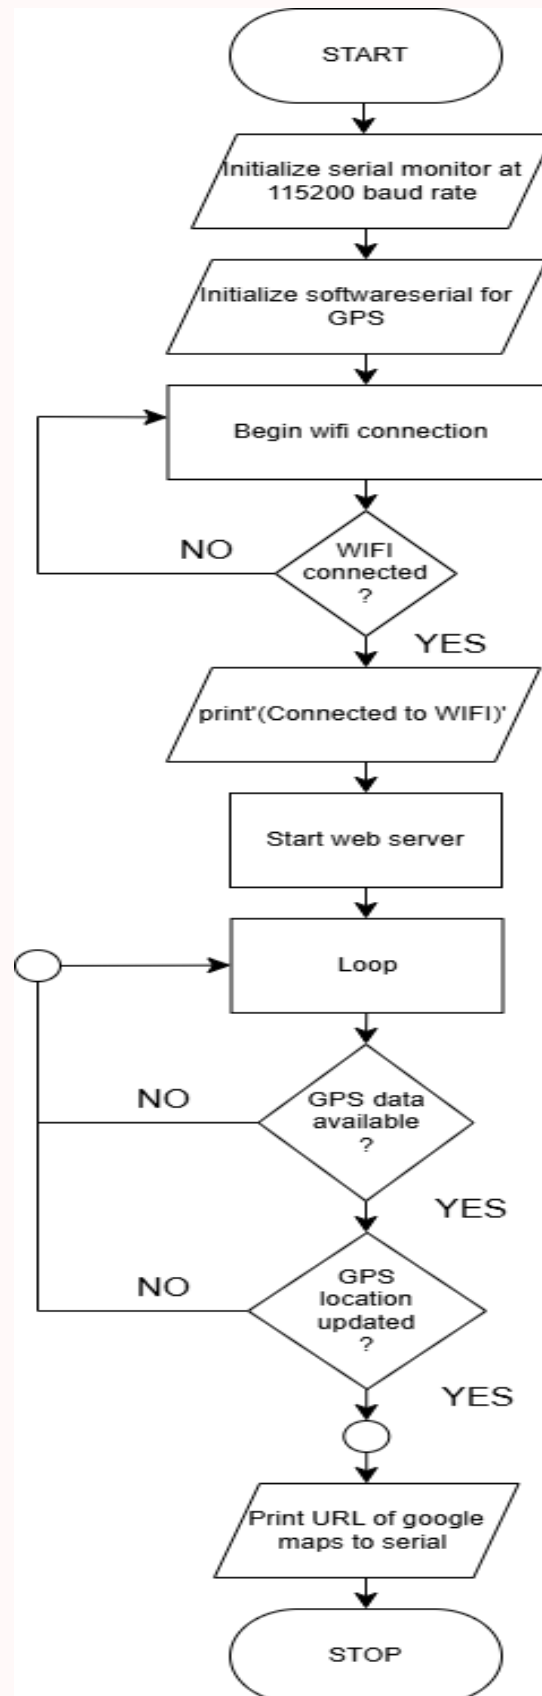 START
Initialize serial monitor at
115200 baud rate
Initialize softwareserial for
GPS
Begin wifi connection
NO
WIFI
connected
?
YES
print'(Connected to WIFI)'
Start web server
Loop
NO
GPS data
available
?
YES
NO
GPS
location
updated
?
YES
Print URL of google
maps to serial
STOP